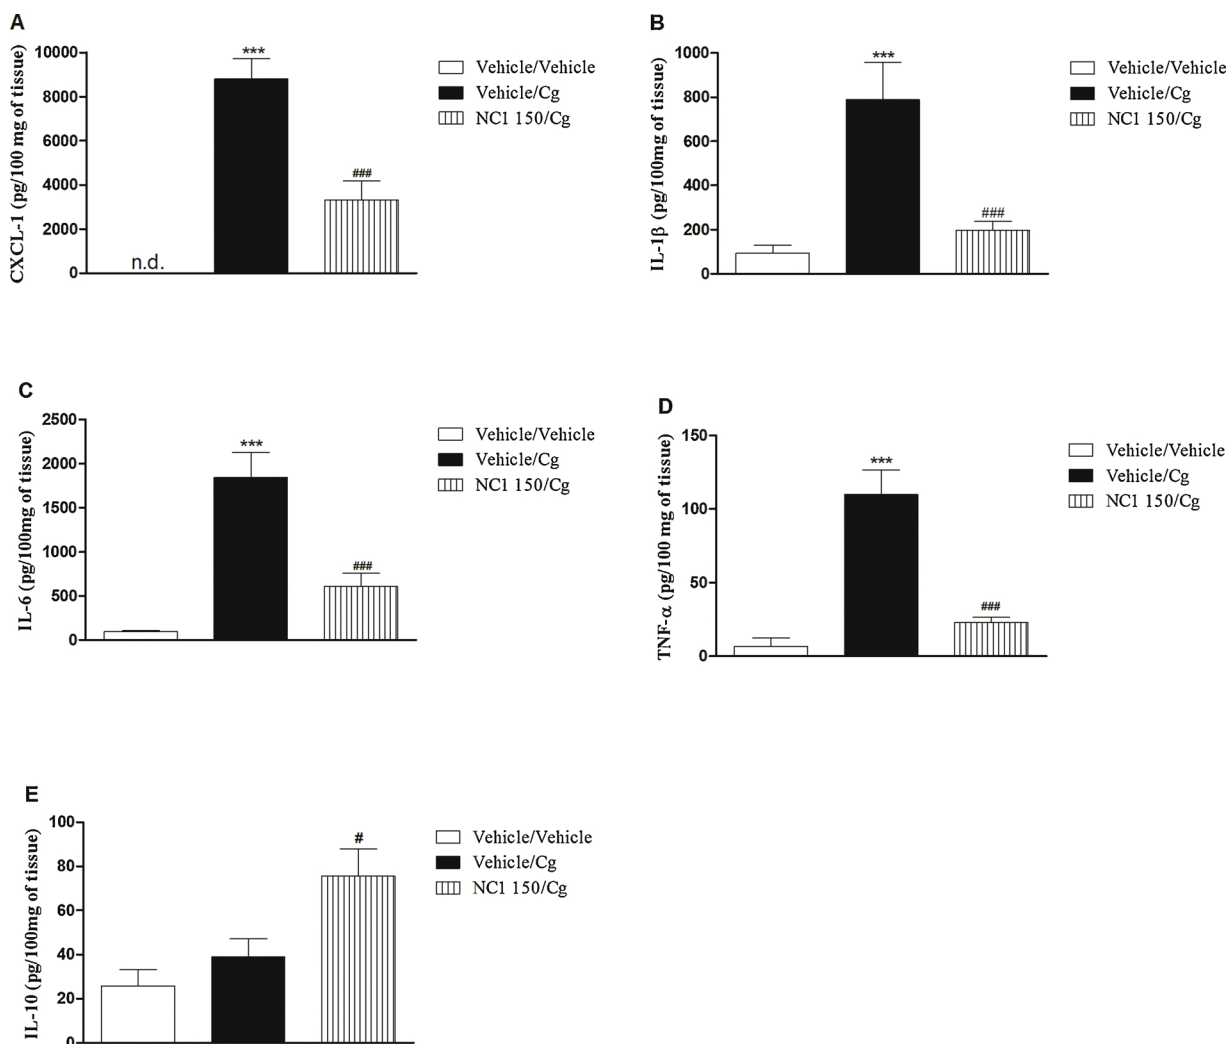 A
CXCL-1 (pg/100 mg of tissue)
10000
8000
6000
4000
2000
0
n.d.
***
###
Vehicle/Vehicle
Vehicle/Cg
NC1 150/Cg
B
IL-1β (pg/100mg of tissue)
1000
800
600
400
200
0
***
###
Vehicle/Vehicle
Vehicle/Cg
NC1 150/Cg
C
IL-6 (pg/100mg of tissue)
2500
2000
1500
1000
500
0
***
###
Vehicle/Vehicle
Vehicle/Cg
NC1 150/Cg
D
TNF-α (pg/100 mg of tissue)
150
100
50
0
***
###
Vehicle/Vehicle
Vehicle/Cg
NC1 150/Cg
E
IL-10 (pg/100mg of tissue)
100
80
60
40
20
0
#
Vehicle/Vehicle
Vehicle/Cg
NC1 150/Cg